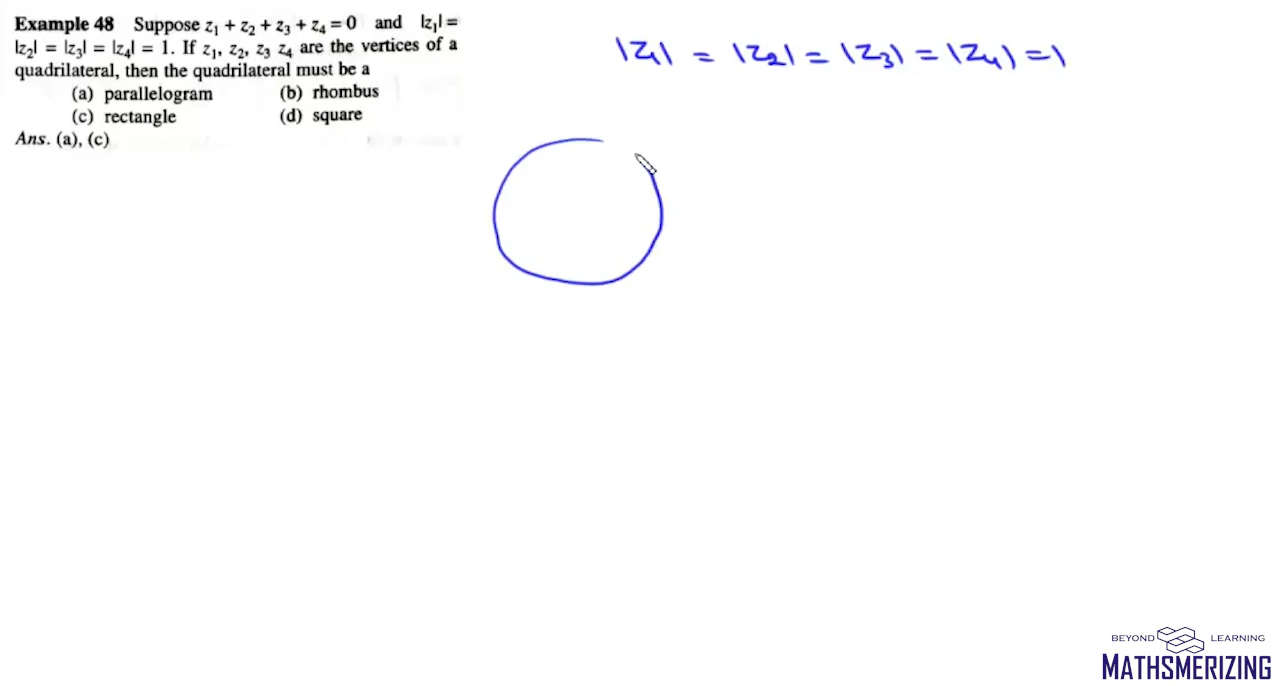 Example 48 Suppose z₁ + z₂ + z₃ + z₄ = 0 and |z₁| =
|z₂| = |z₃| = |z₄| = 1. If z₁, z₂, z₃ z₄ are the vertices of a
quadrilateral, then the quadrilateral must be a
(a) parallelogram (b) rhombus
(c) rectangle (d) square
Ans. (a), (c)
|z₁| = |z₂| = |z₃| = |z₄| = 1
BEYOND LEARNING
MATHSMERIZING